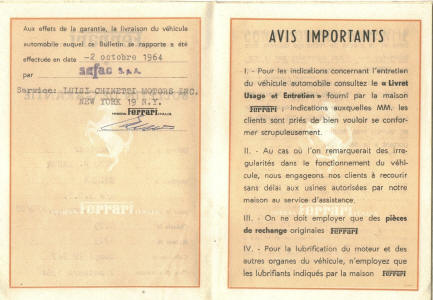 Aux effets de la garantie, la livraison du véhicule
automobile auquel ce Bulletin se rapporte a été
effectuée en date -2 octobre 1964
par SEFAC S.p.A.
Service: LUIGI CHINETTI MOTORS INC.
NEW YORK 19 N.Y.
Ferrari
Ferrari
AVIS IMPORTANTS
I. - Pour les indications concernant l'entretien
du véhicule automobile consultez le « Livret
Usage et Entretien » fourni par la maison
Ferrari ; indications auxquelles MM. les
clients sont priés de bien vouloir se confor-
mer scrupuleusement.
II. - Au cas où l'on remarquerait des irre-
gularités dans le fonctionnement du véhi-
cule, nous engageons nos clients à recourir
sans délai aux usines autorisées par notre
maison au service d'assistance.
Ferrari
III. - On ne doit employer que des pièces
de rechange originales Ferrari
IV. - Pour la lubrification du moteur et des
autres organes du véhicule, n'employez que
les lubrifiants indiqués par la maison Ferrari